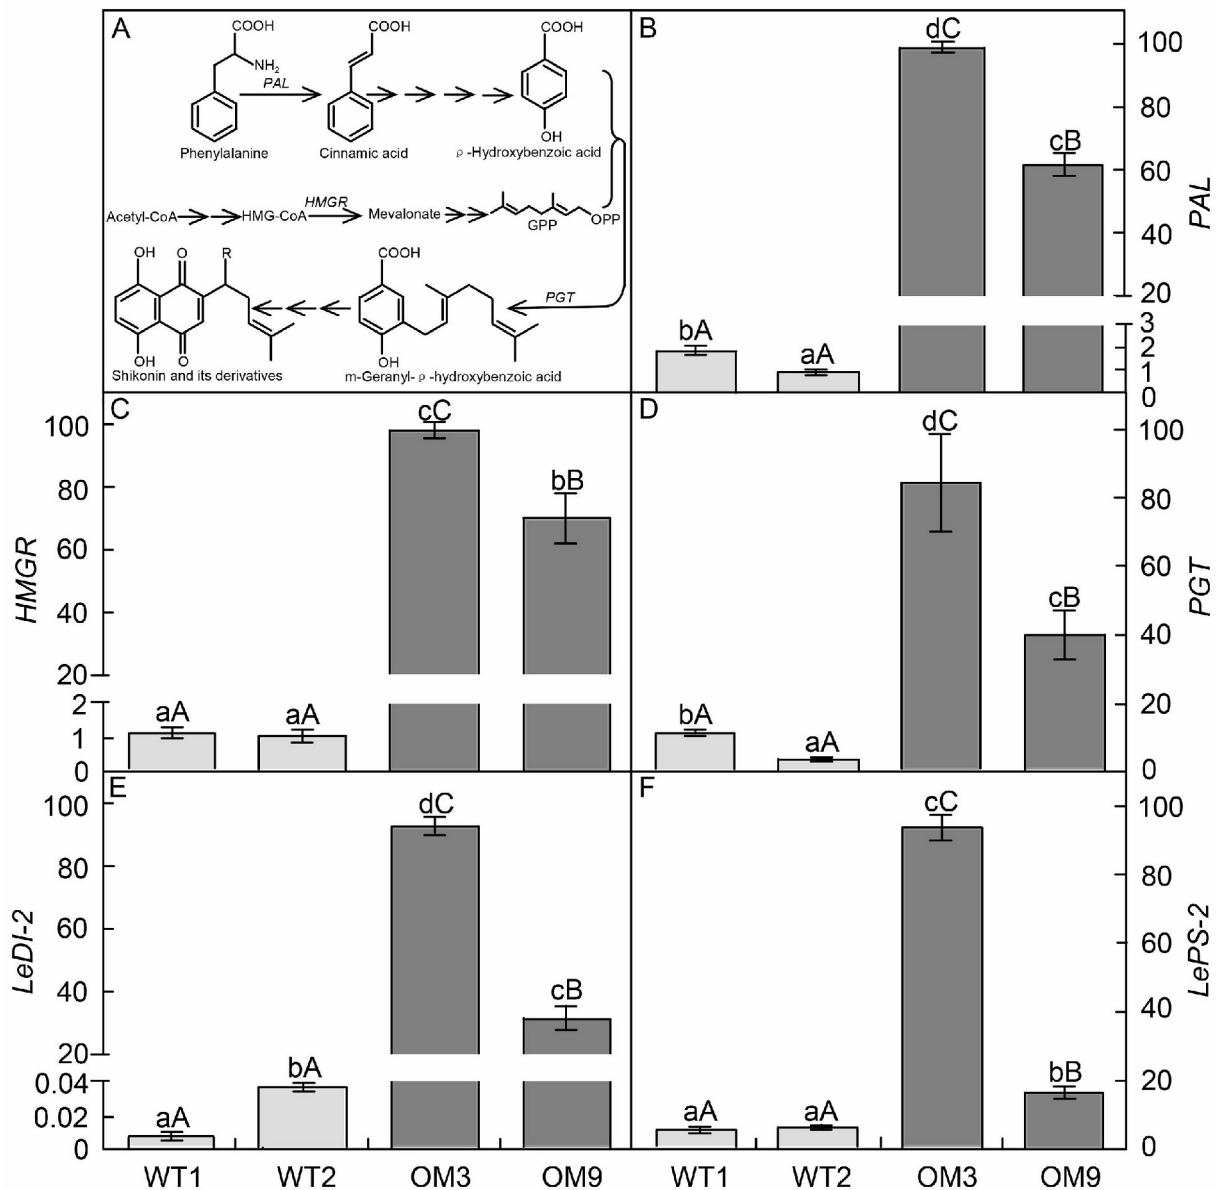 A
COOH
NH2
PAL
Phenylalanine
COOH
Cinnamic acid
COOH
OH
ρ-Hydroxybenzoic acid
Acetyl-CoA
HMG-CoA
HMGR
Mevalonate
GPP
OPP
OH
O
R
OH
O
Shikonin and its derivatives
COOH
OH
m-Geranyl-ρ-hydroxybenzoic acid
PGT
B
dC
cB
bA
aA
100
80
60
40
20
3
2
1
0
PAL
C
HMGR
100
80
60
40
20
2
1
0
aA
aA
cC
bB
D
bA
aA
dC
cB
100
80
60
40
20
0
PGT
E
LeDI-2
100
80
60
40
20
0.04
0.02
0
aA
bA
dC
cB
WT1 WT2 OM3 OM9
F
aA
aA
cC
bB
100
80
60
40
20
0
LePS-2
WT1 WT2 OM3 OM9